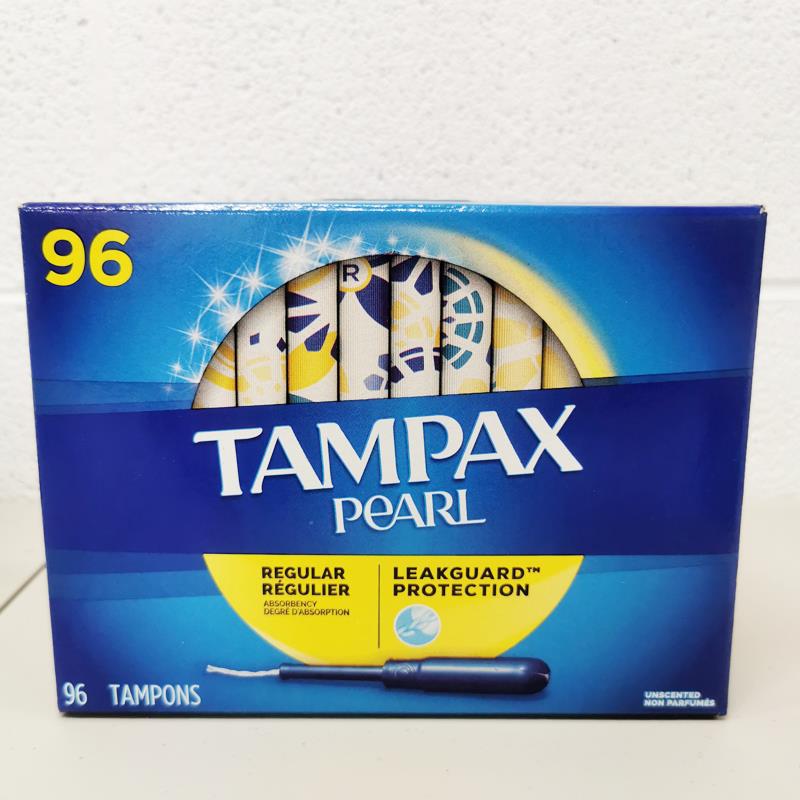 96
R
TAMPAX
PEARL
REGULAR
RÉGULIER
ABSORBENCY
DEGRÉ D'ABSORPTION
LEAKGUARD™
PROTECTION
96 TAMPONS
UNSCENTED
NON PARFUMÉS